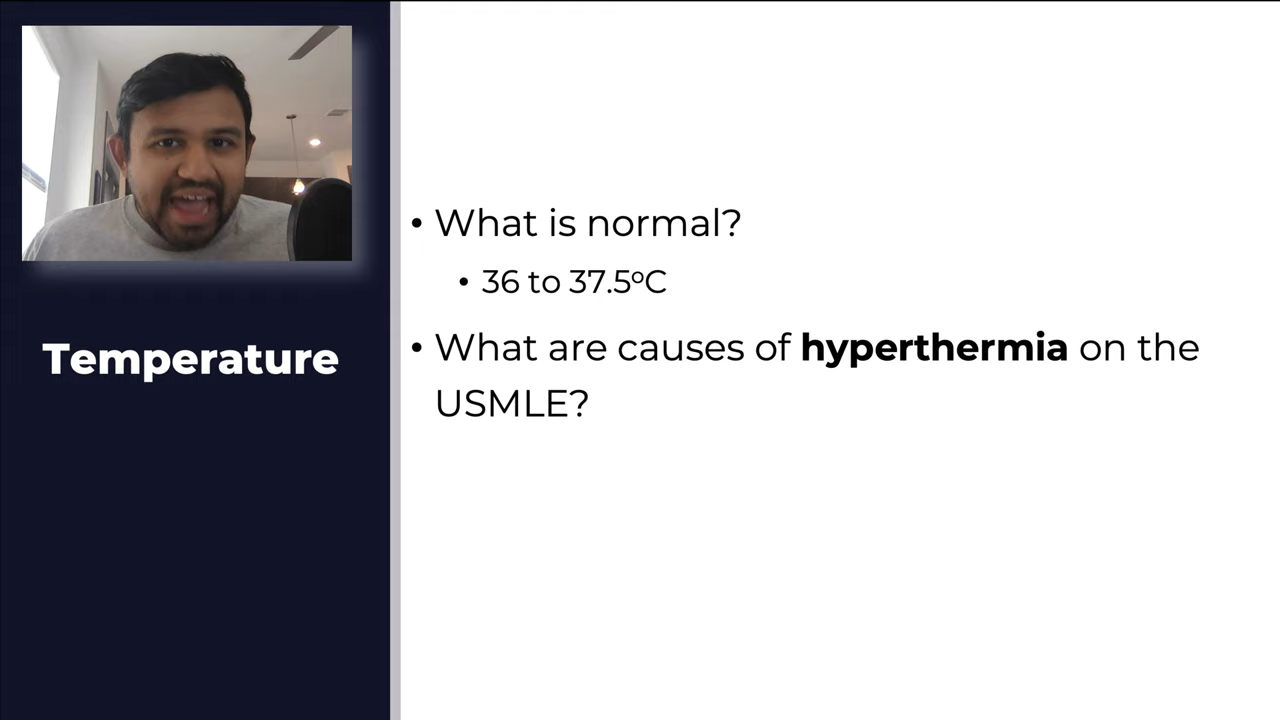 Temperature
• What is normal?
• 36 to 37.5ºC
• What are causes of hyperthermia on the
USMLE?